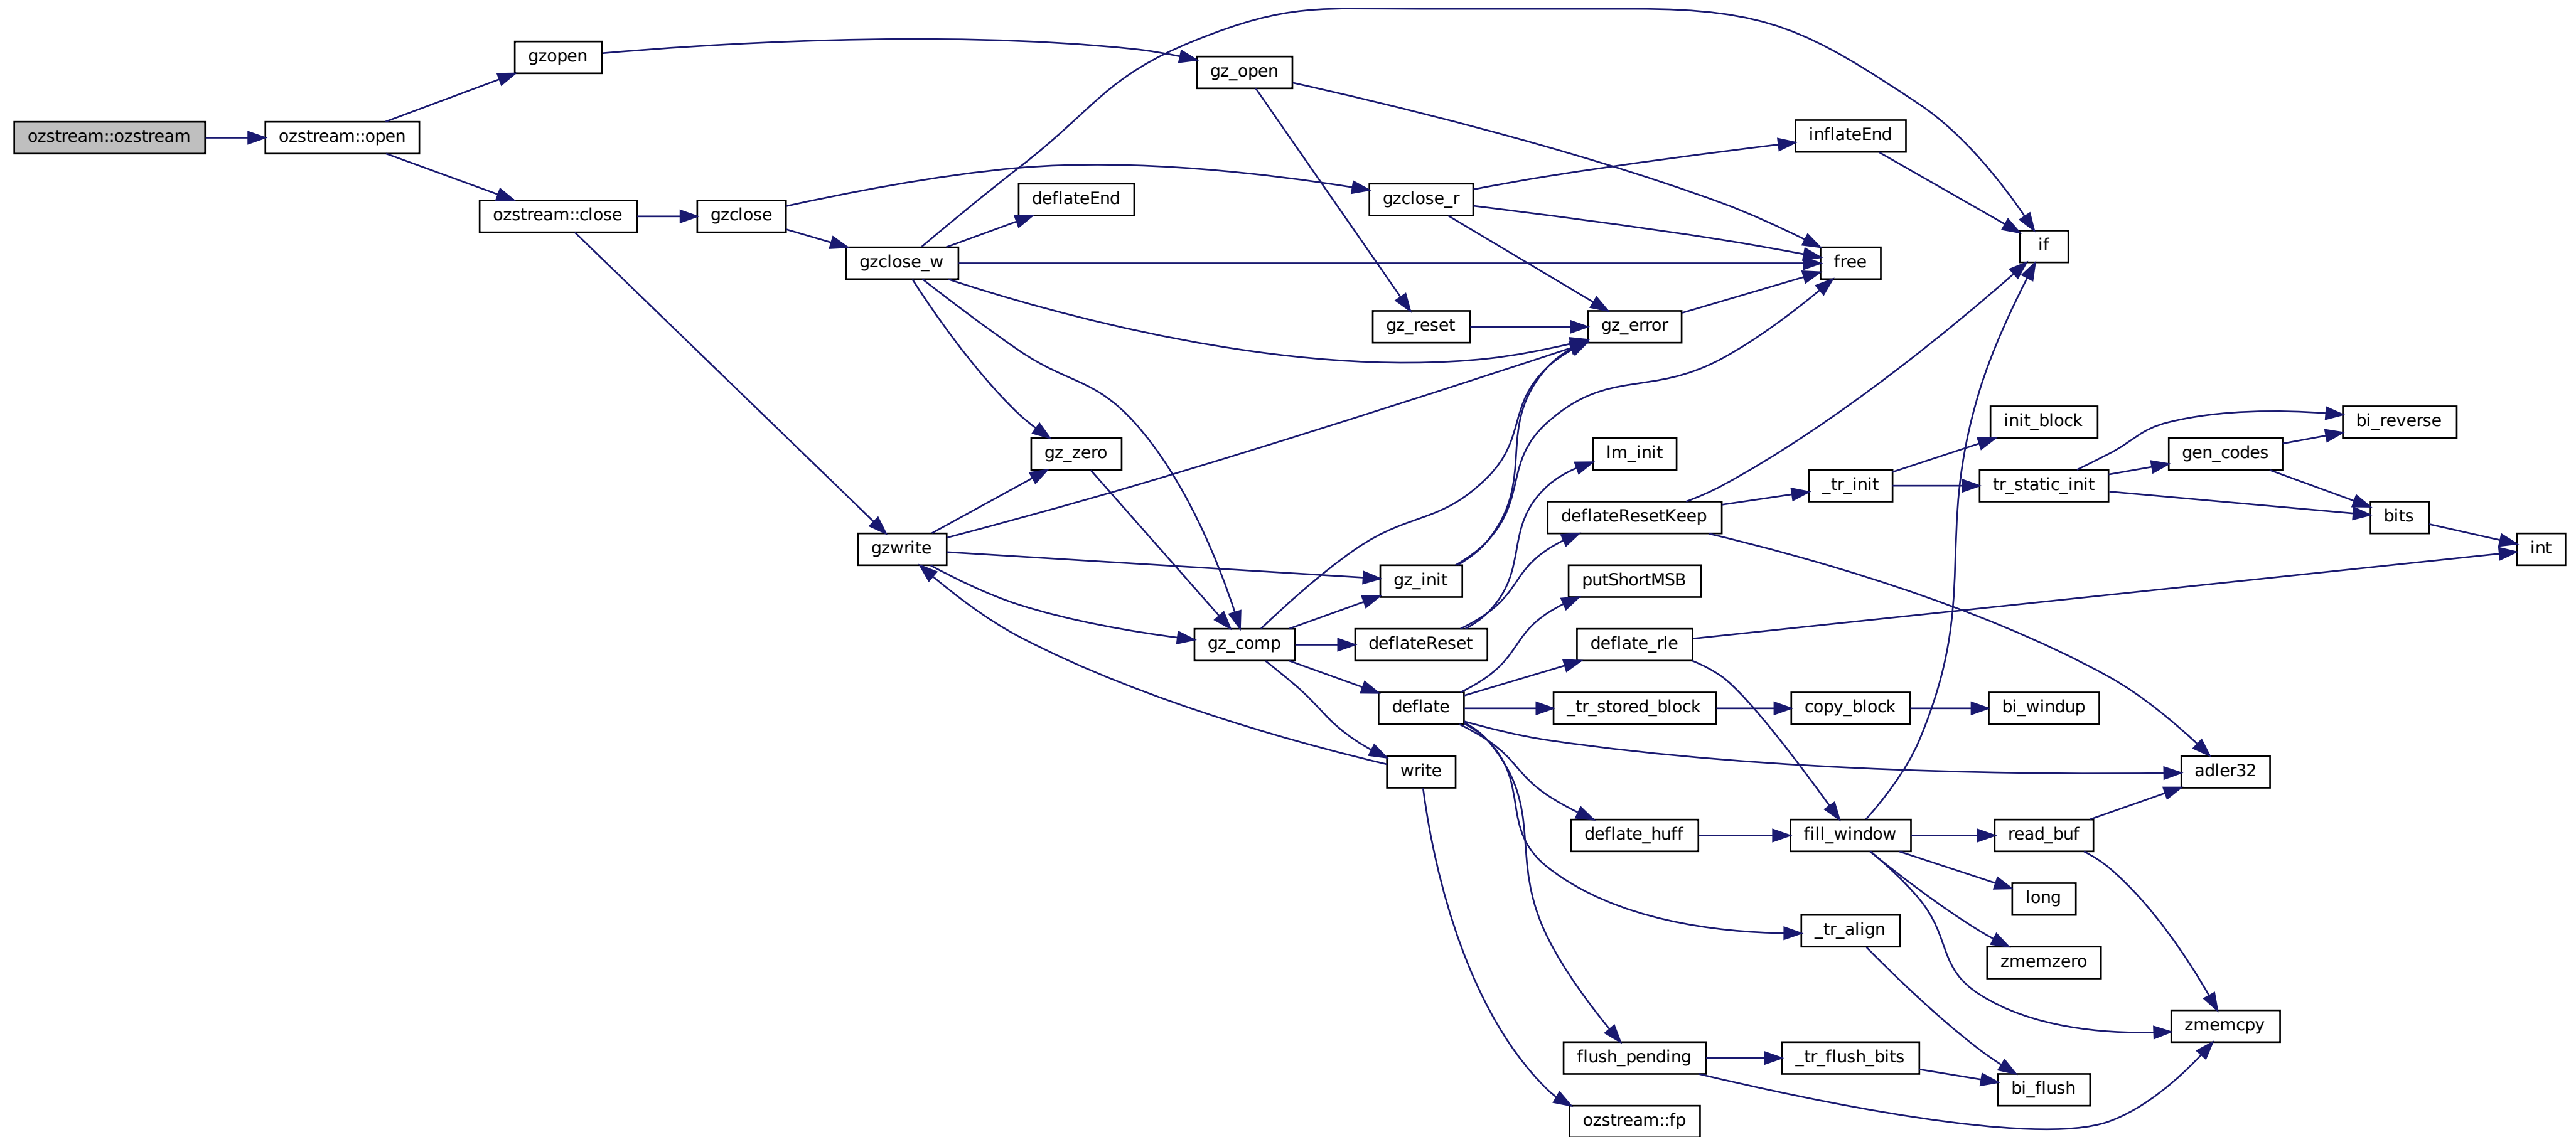 ozstream::ozstream
ozstream::open
gzopen
ozstream::close
gzclose
gzclose_w
gzwrite
deflateEnd
gz_zero
gz_open
gz_comp
gzclose_r
gz_reset
gz_init
deflateReset
deflate
write
gz_error
lm_init
deflateResetKeep
putShortMSB
deflate_rle
_tr_stored_block
deflate_huff
flush_pending
ozstream::fp
inflateEnd
free
_tr_init
copy_block
fill_window
_tr_align
_tr_flush_bits
if
init_block
tr_static_init
bi_windup
read_buf
long
zmemzero
bi_flush
gen_codes
adler32
zmemcpy
bi_reverse
bits
int